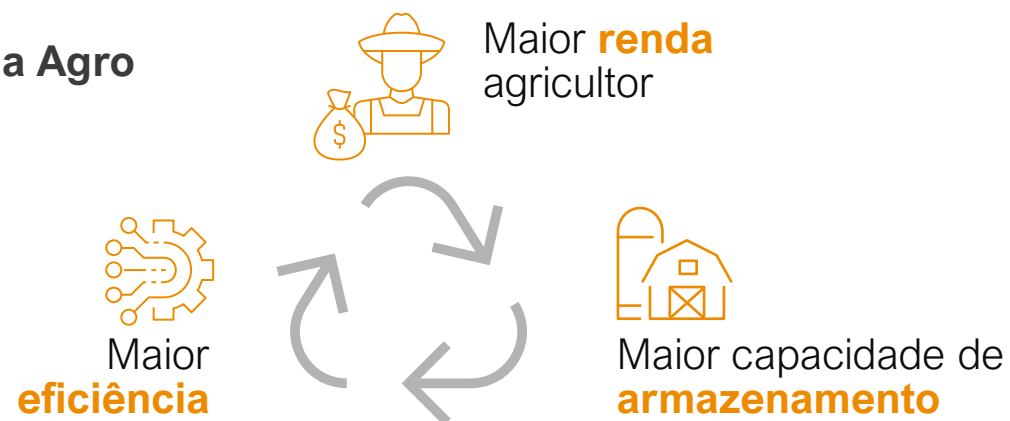 a Agro
Maior renda
agricultor
Maior
eficiência
Maior capacidade de
armazenamento